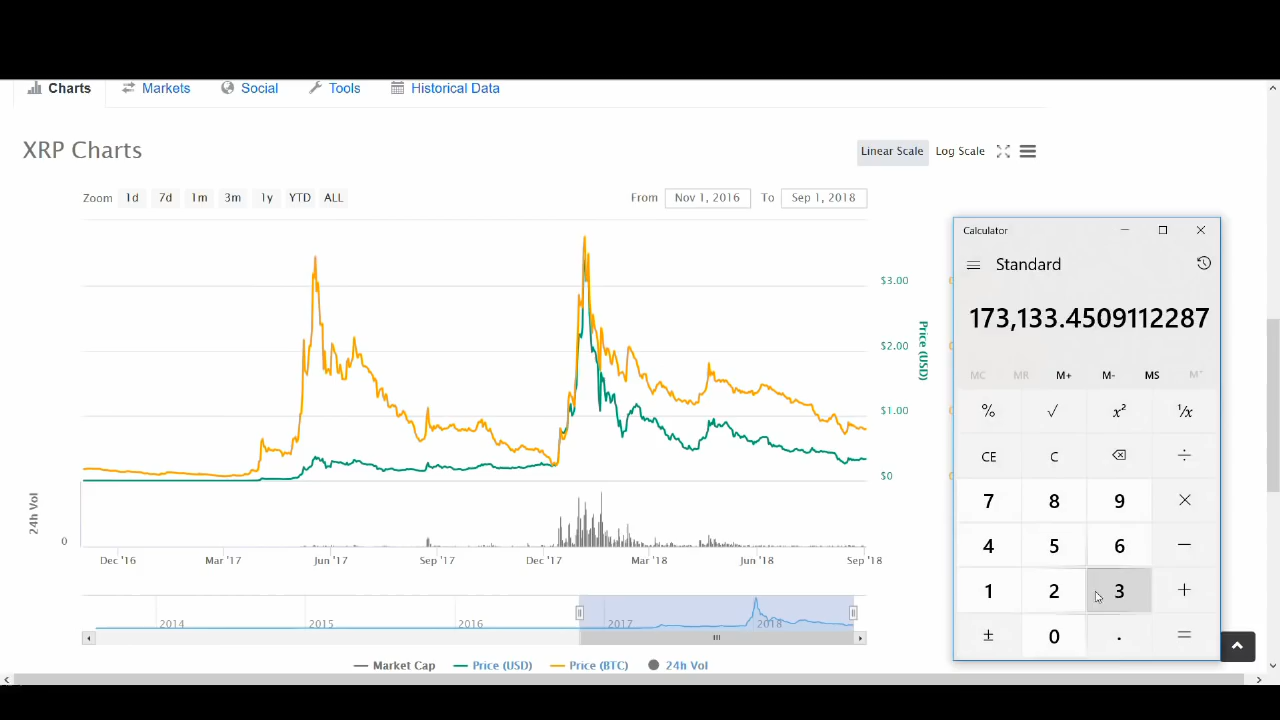 Charts Markets Social Tools Historical Data
XRP Charts
Linear Scale Log Scale
Zoom 1d 7d 1m 3m 1y YTD ALL
From Nov 1, 2016 To Sep 1, 2018
$3.00
$2.00
$1.00
$0
Price (USD)
24h Vol
0
Dec '16 Mar '17 Jun '17 Sep '17 Dec '17 Mar '18 Jun '18 Sep '18
2014 2015 2016 2017 2018
Market Cap Price (USD) Price (BTC) 24h Vol
Calculator
Standard
173,133.4509112287
MC MR M+ M- MS M˅
% √ x² ¹/x
CE C ÷
7 8 9 ×
4 5 6 −
1 2 3 +
± 0 . =